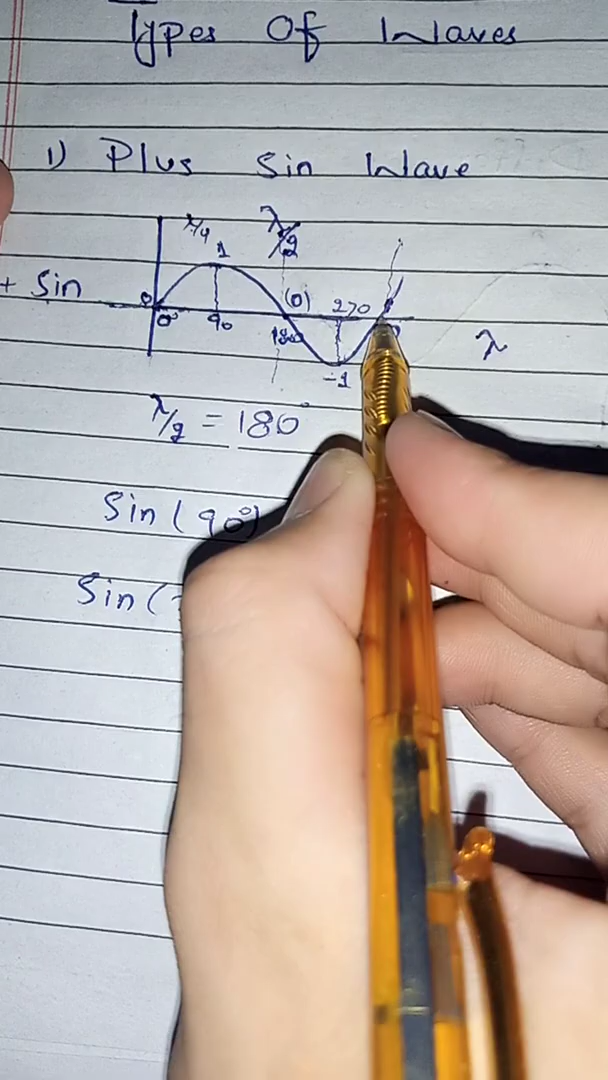 Types Of Waves
1) Plus Sin Wave
λ/4 λ/2
1
+ Sin 0 (0) 270
0° 90 180
λ
-1
λ/2 = 180°
Sin (90°)
Sin (